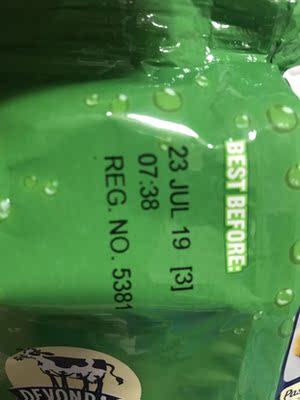 BEST BEFORE:
23 JUL 19 [3]
07:38
REG. NO. 5381